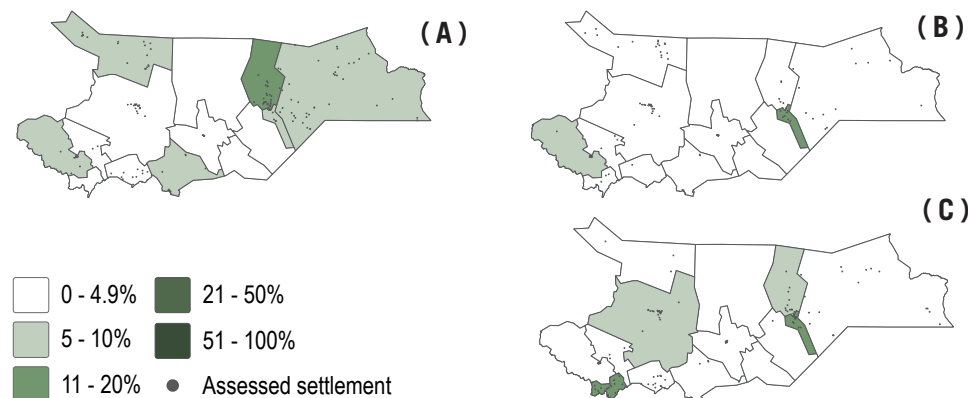 (A)
(B)
(C)
0 - 4.9%
5 - 10%
11 - 20%
21 - 50%
51 - 100%
Assessed settlement